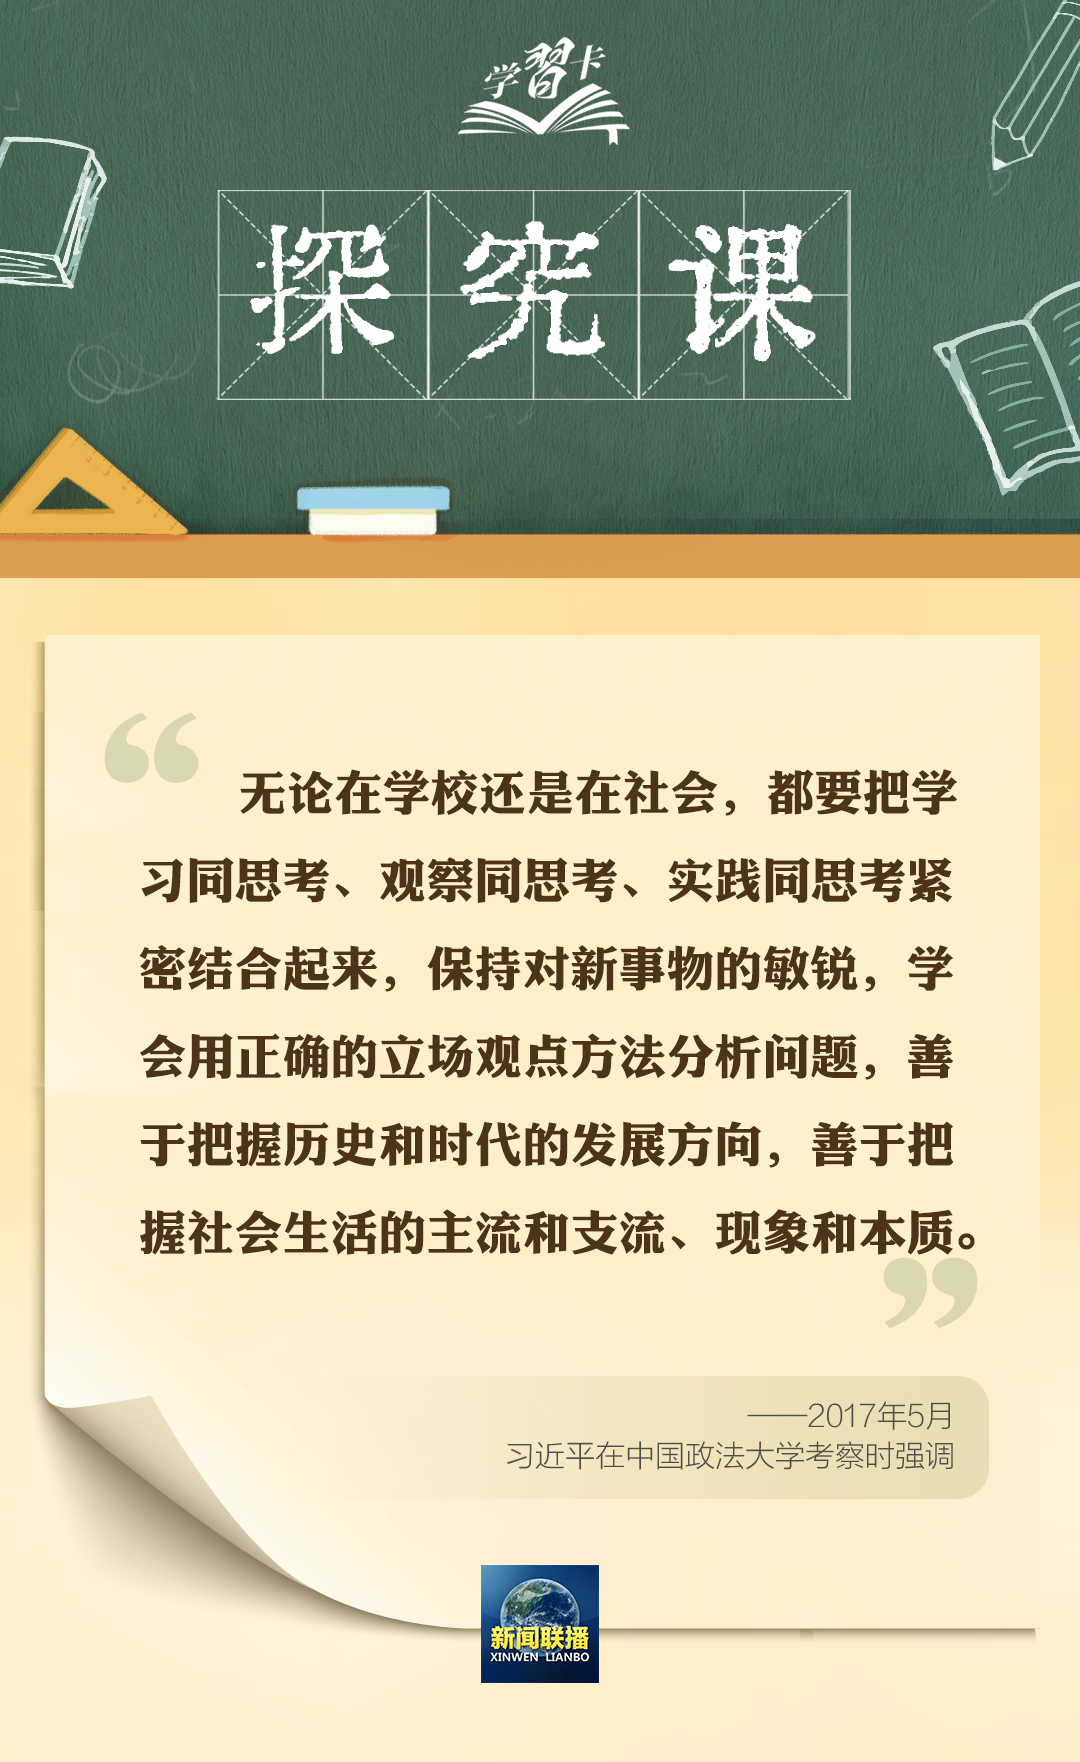 学習卡
探究课
“
无论在学校还是在社会，都要把学
习同思考、观察同思考、实践同思考紧
密结合起来，保持对新事物的敏锐，学
会用正确的立场观点方法分析问题，善
于把握历史和时代的发展方向，善于把
握社会生活的主流和支流、现象和本质。
”
——2017年5月
习近平在中国政法大学考察时强调
新闻联播
XINWEN LIANBO